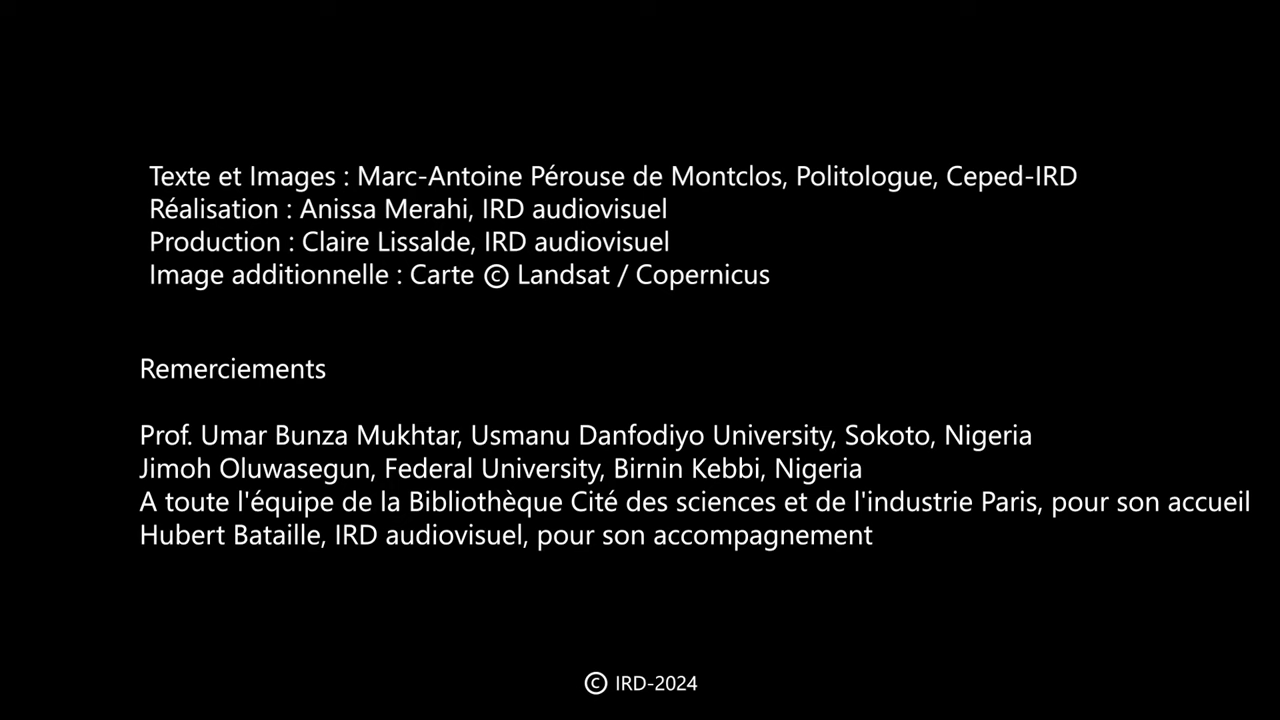 Texte et Images : Marc-Antoine Pérouse de Montclos, Politologue, Ceped-IRD
Réalisation : Anissa Merahi, IRD audiovisuel
Production : Claire Lissalde, IRD audiovisuel
Image additionnelle : Carte © Landsat / Copernicus
Remerciements
Prof. Umar Bunza Mukhtar, Usmanu Danfodiyo University, Sokoto, Nigeria
Jimoh Oluwasegun, Federal University, Birnin Kebbi, Nigeria
A toute l'équipe de la Bibliothèque Cité des sciences et de l'industrie Paris, pour son accueil
Hubert Bataille, IRD audiovisuel, pour son accompagnement
© IRD-2024